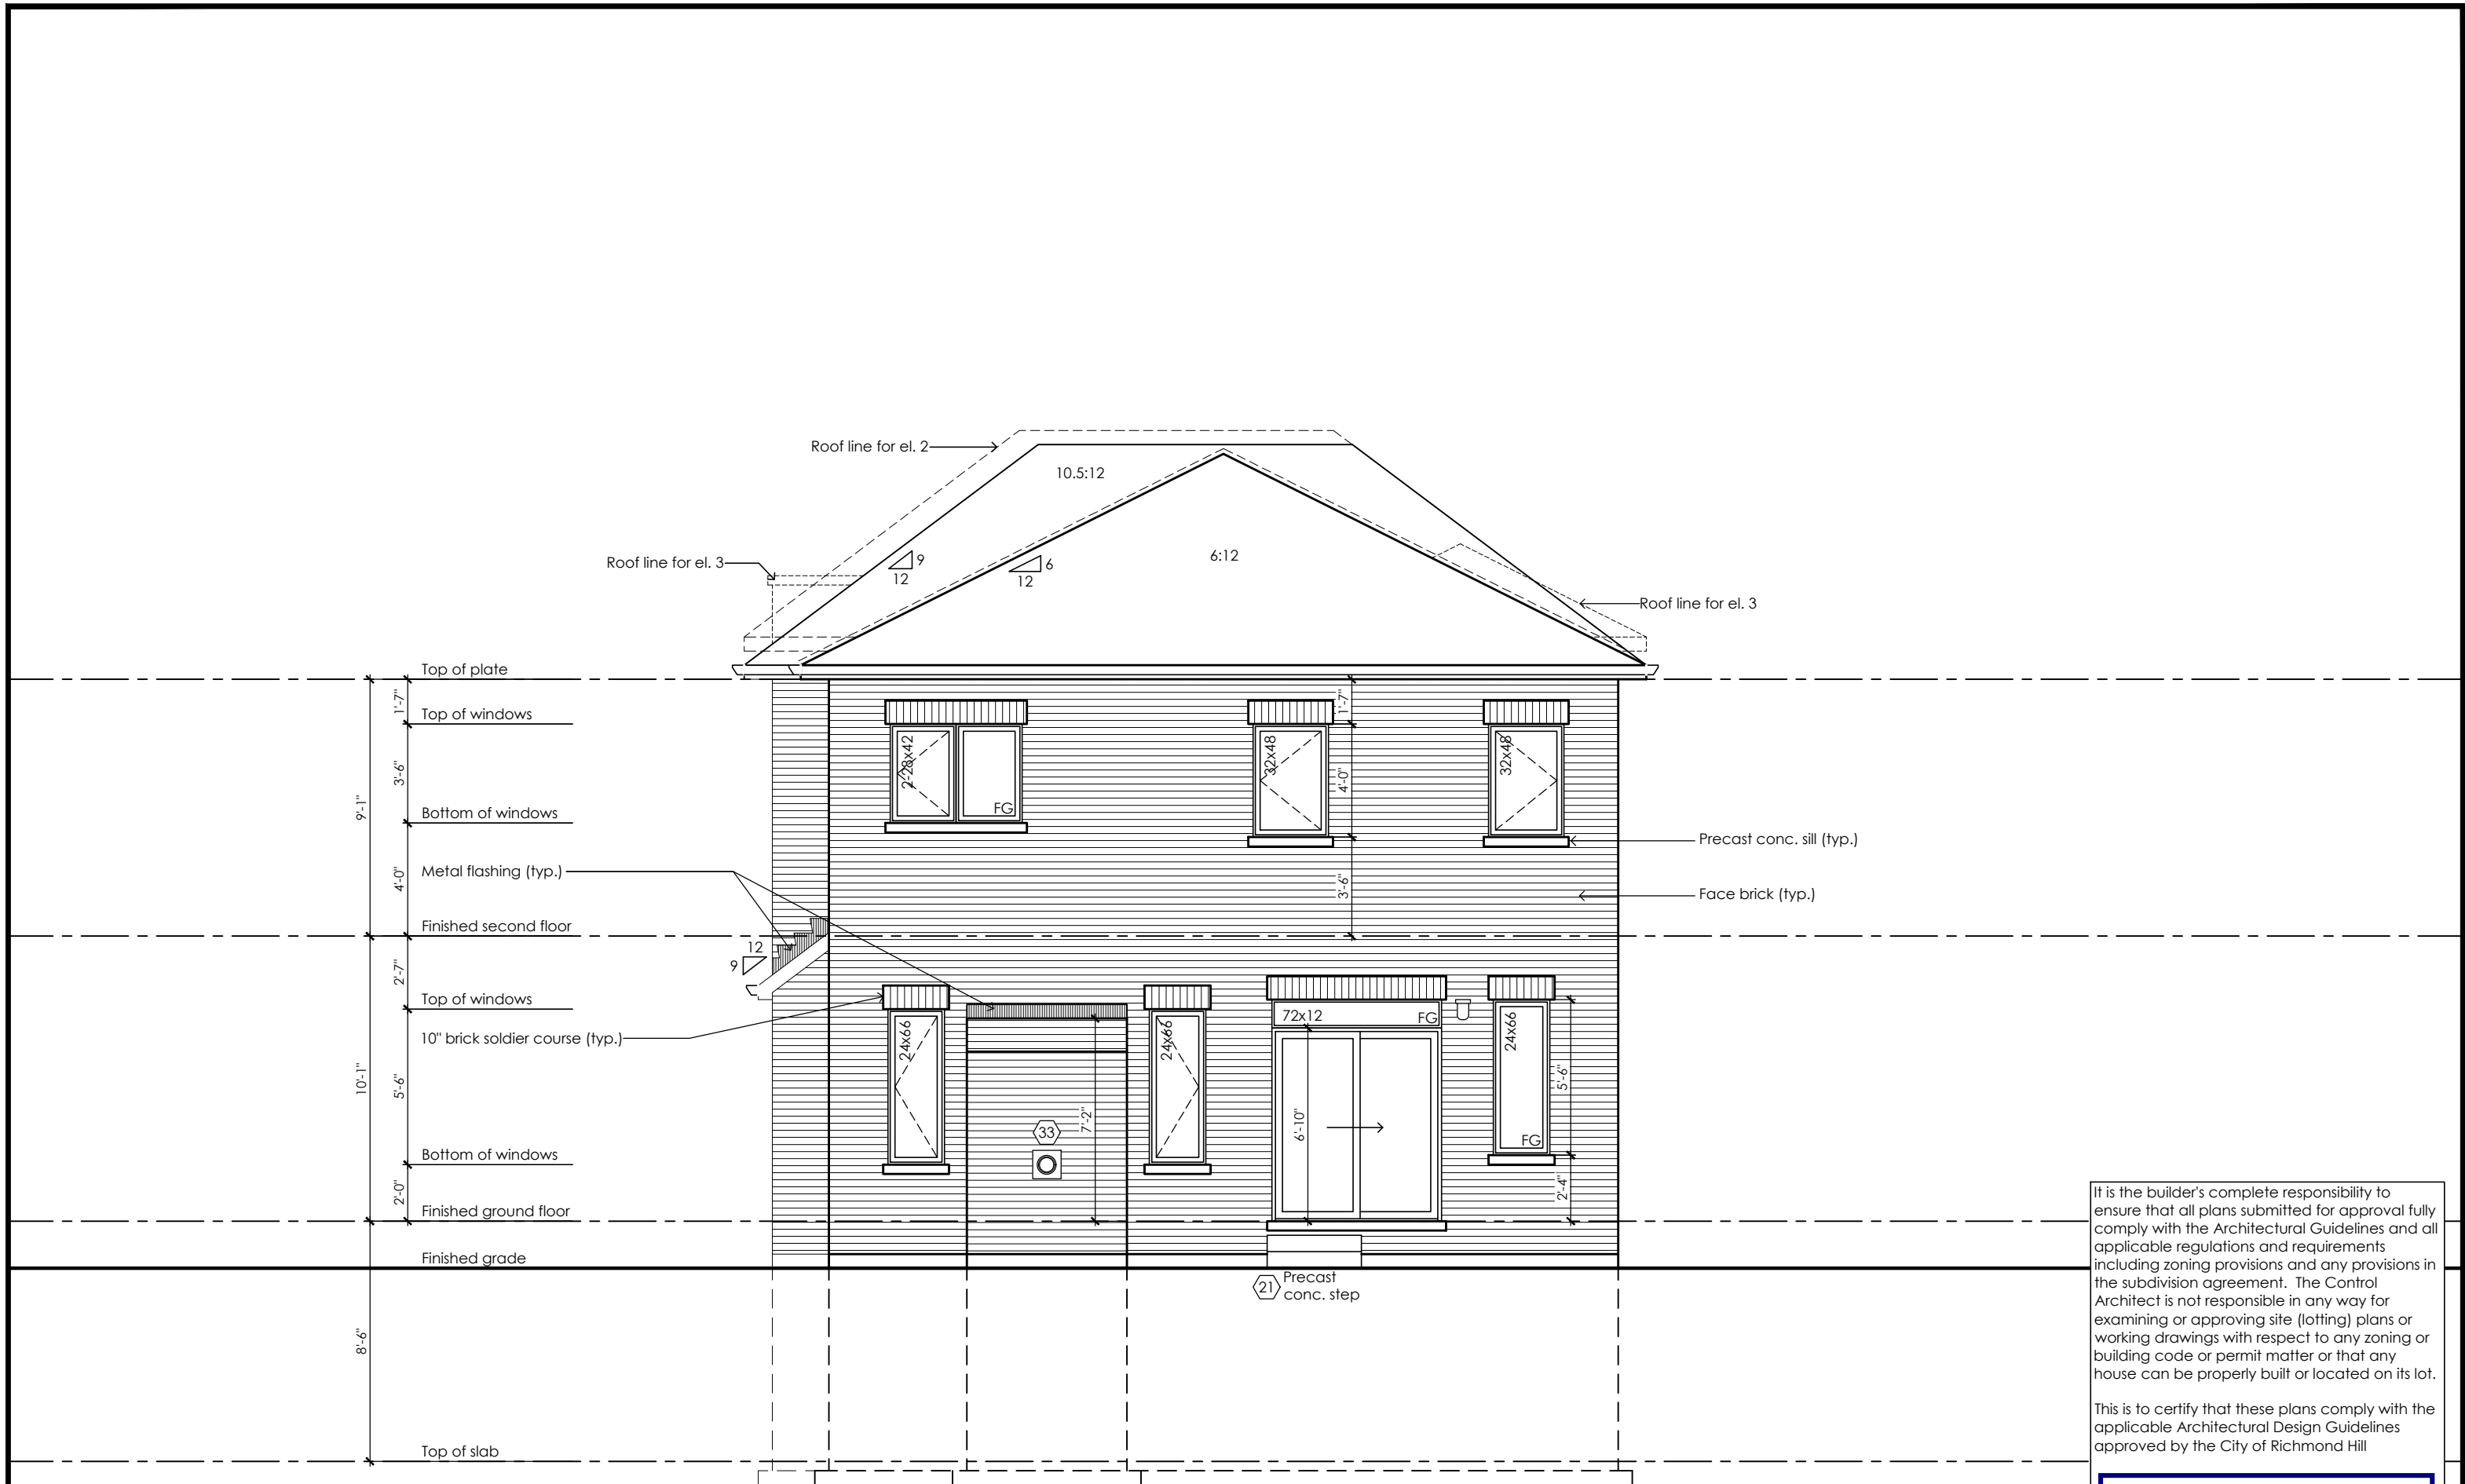 Roof line for el. 2
10.5:12
Roof line for el. 3
9
12
6
12
6:12
Roof line for el. 3
Top of plate
1'-7"
Top of windows
1'-7"
2-28x42
FG
32x48
32x48
3'-6"
4'-0"
9'-1"
Bottom of windows
Precast conc. sill (typ.)
Metal flashing (typ.)
4'-0"
3'-6"
Face brick (typ.)
Finished second floor
12
9
2'-7"
Top of windows
10" brick soldier course (typ.)
24x66
24x66
72x12
FG
24x66
10'-1"
5'-6"
5'-6"
7'-2"
6'-10"
33
FG
Bottom of windows
2'-0"
2'-4"
Finished ground floor
Finished grade
21
Precast
conc. step
8'-6"
Top of slab
It is the builder's complete responsibility to
ensure that all plans submitted for approval fully
comply with the Architectural Guidelines and all
applicable regulations and requirements
including zoning provisions and any provisions in
the subdivision agreement. The Control
Architect is not responsible in any way for
examining or approving site (lotting) plans or
working drawings with respect to any zoning or
building code or permit matter or that any
house can be properly built or located on its lot.
This is to certify that these plans comply with the
applicable Architectural Design Guidelines
approved by the City of Richmond Hill